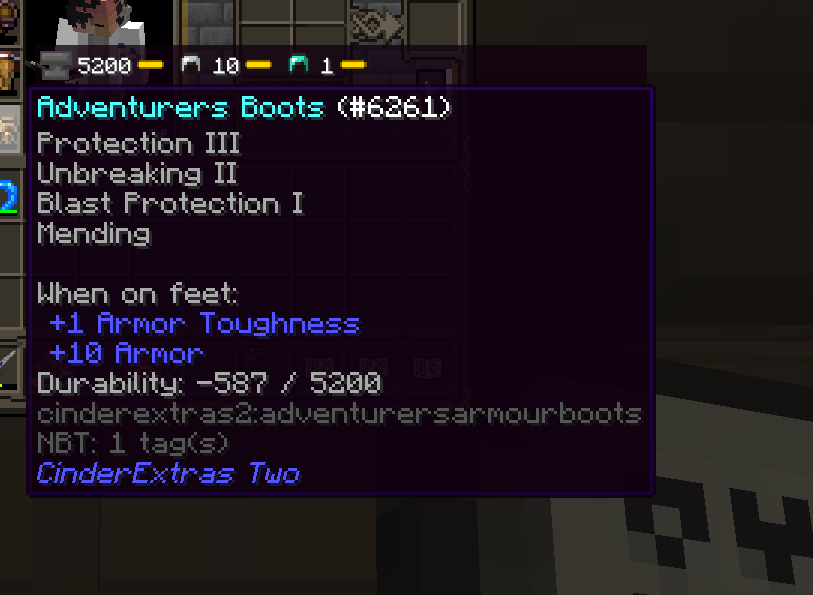 5200 10 1
Adventurers Boots (#6261)
Protection III
Unbreaking II
Blast Protection I
Mending
When on feet:
+1 Armor Toughness
+10 Armor
Durability: -587 / 5200
cinderextras2:adventurersarmourboots
NBT: 1 tag(s)
CinderExtras Two